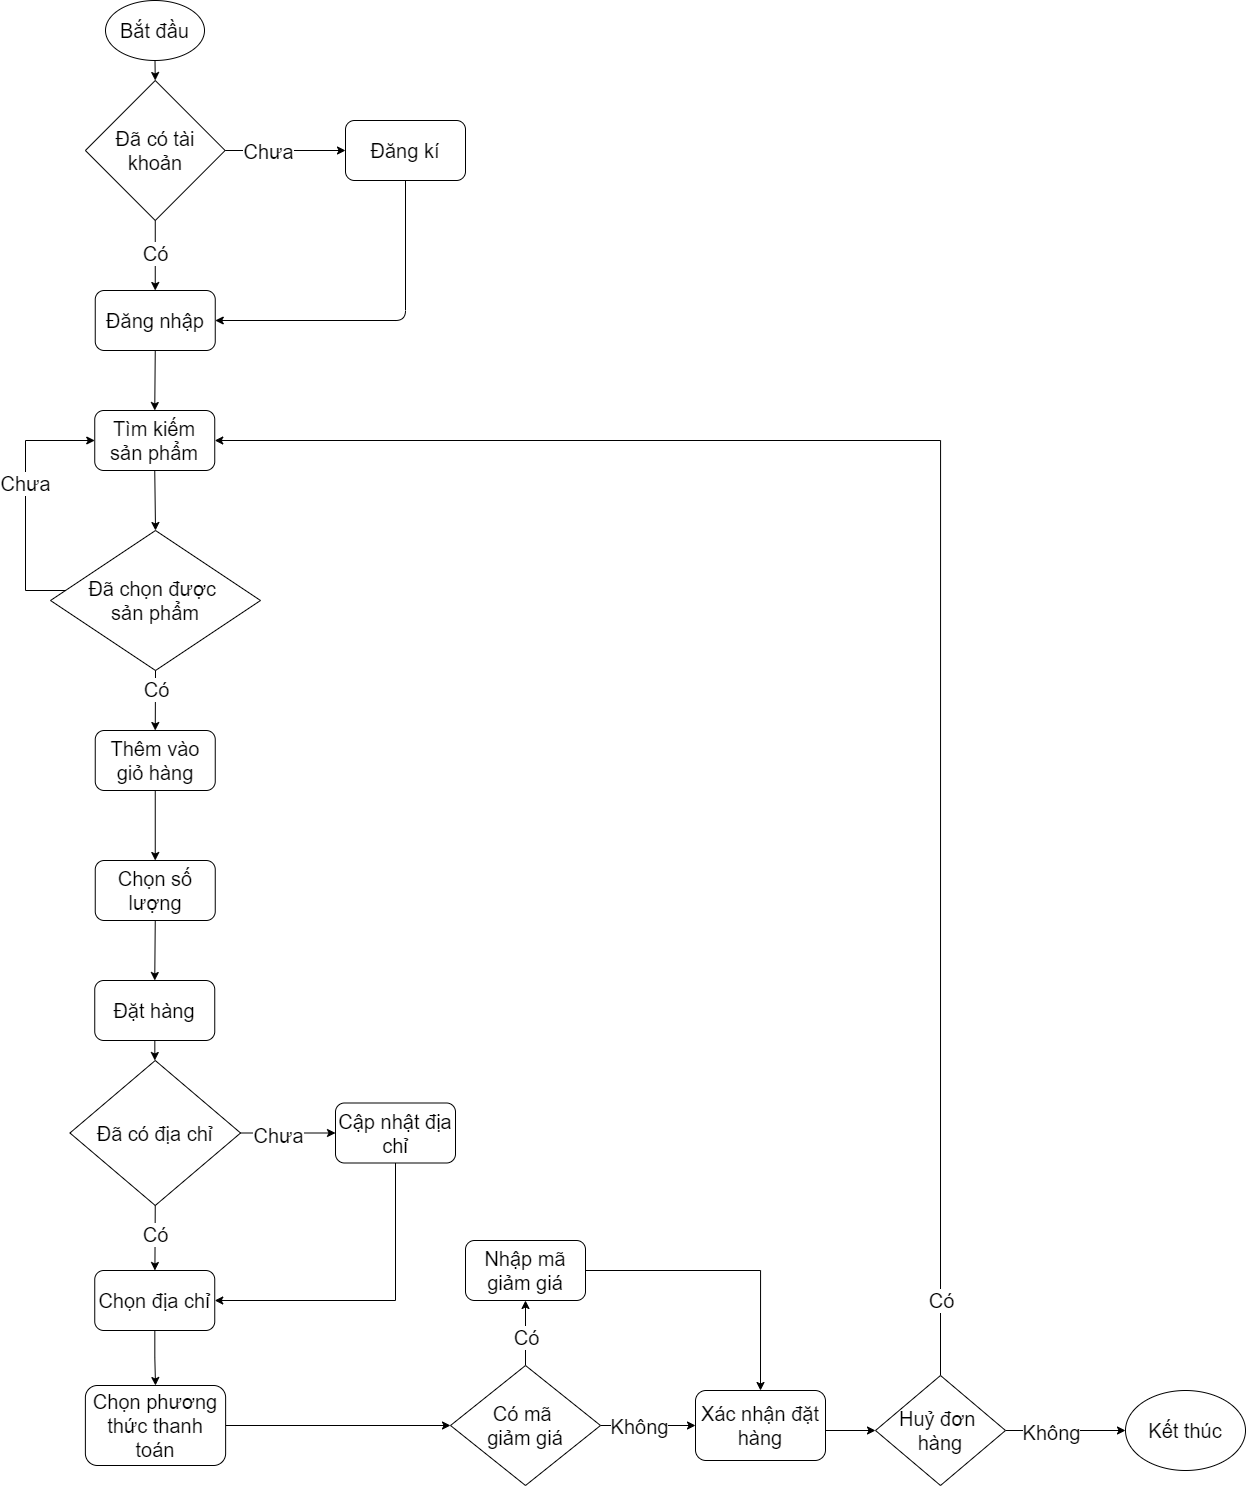 Bắt đầu
Đã có tài
khoản
Chưa
Đăng kí
Có
Đăng nhập
Tìm kiếm
sản phẩm
Chưa
Đã chọn được
sản phẩm
Có
Thêm vào
giỏ hàng
Chọn số
lượng
Đặt hàng
Đã có địa chỉ
Chưa
Cập nhật địa
chỉ
Có
Chọn địa chỉ
Chọn phương
thức thanh
toán
Có mã
giảm giá
Có
Nhập mã
giảm giá
Không
Xác nhận đặt
hàng
Huỷ đơn
hàng
Có
Không
Kết thúc